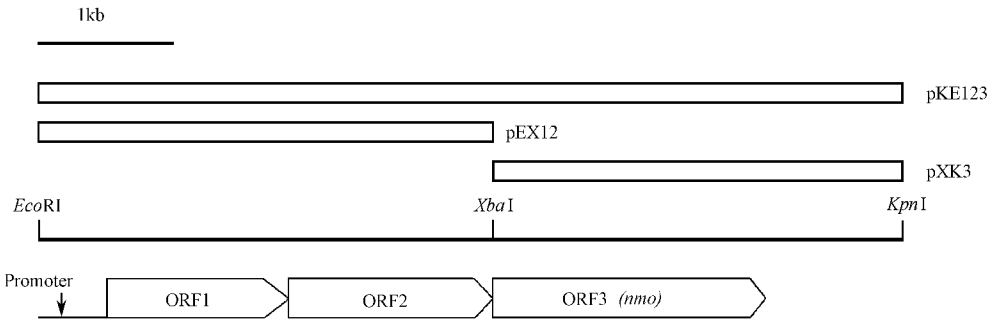 1kb
pKE123
pEX12
pXK3
EcoRI XbaI KpnI
Promoter
ORF1 ORF2 ORF3 (nmo)